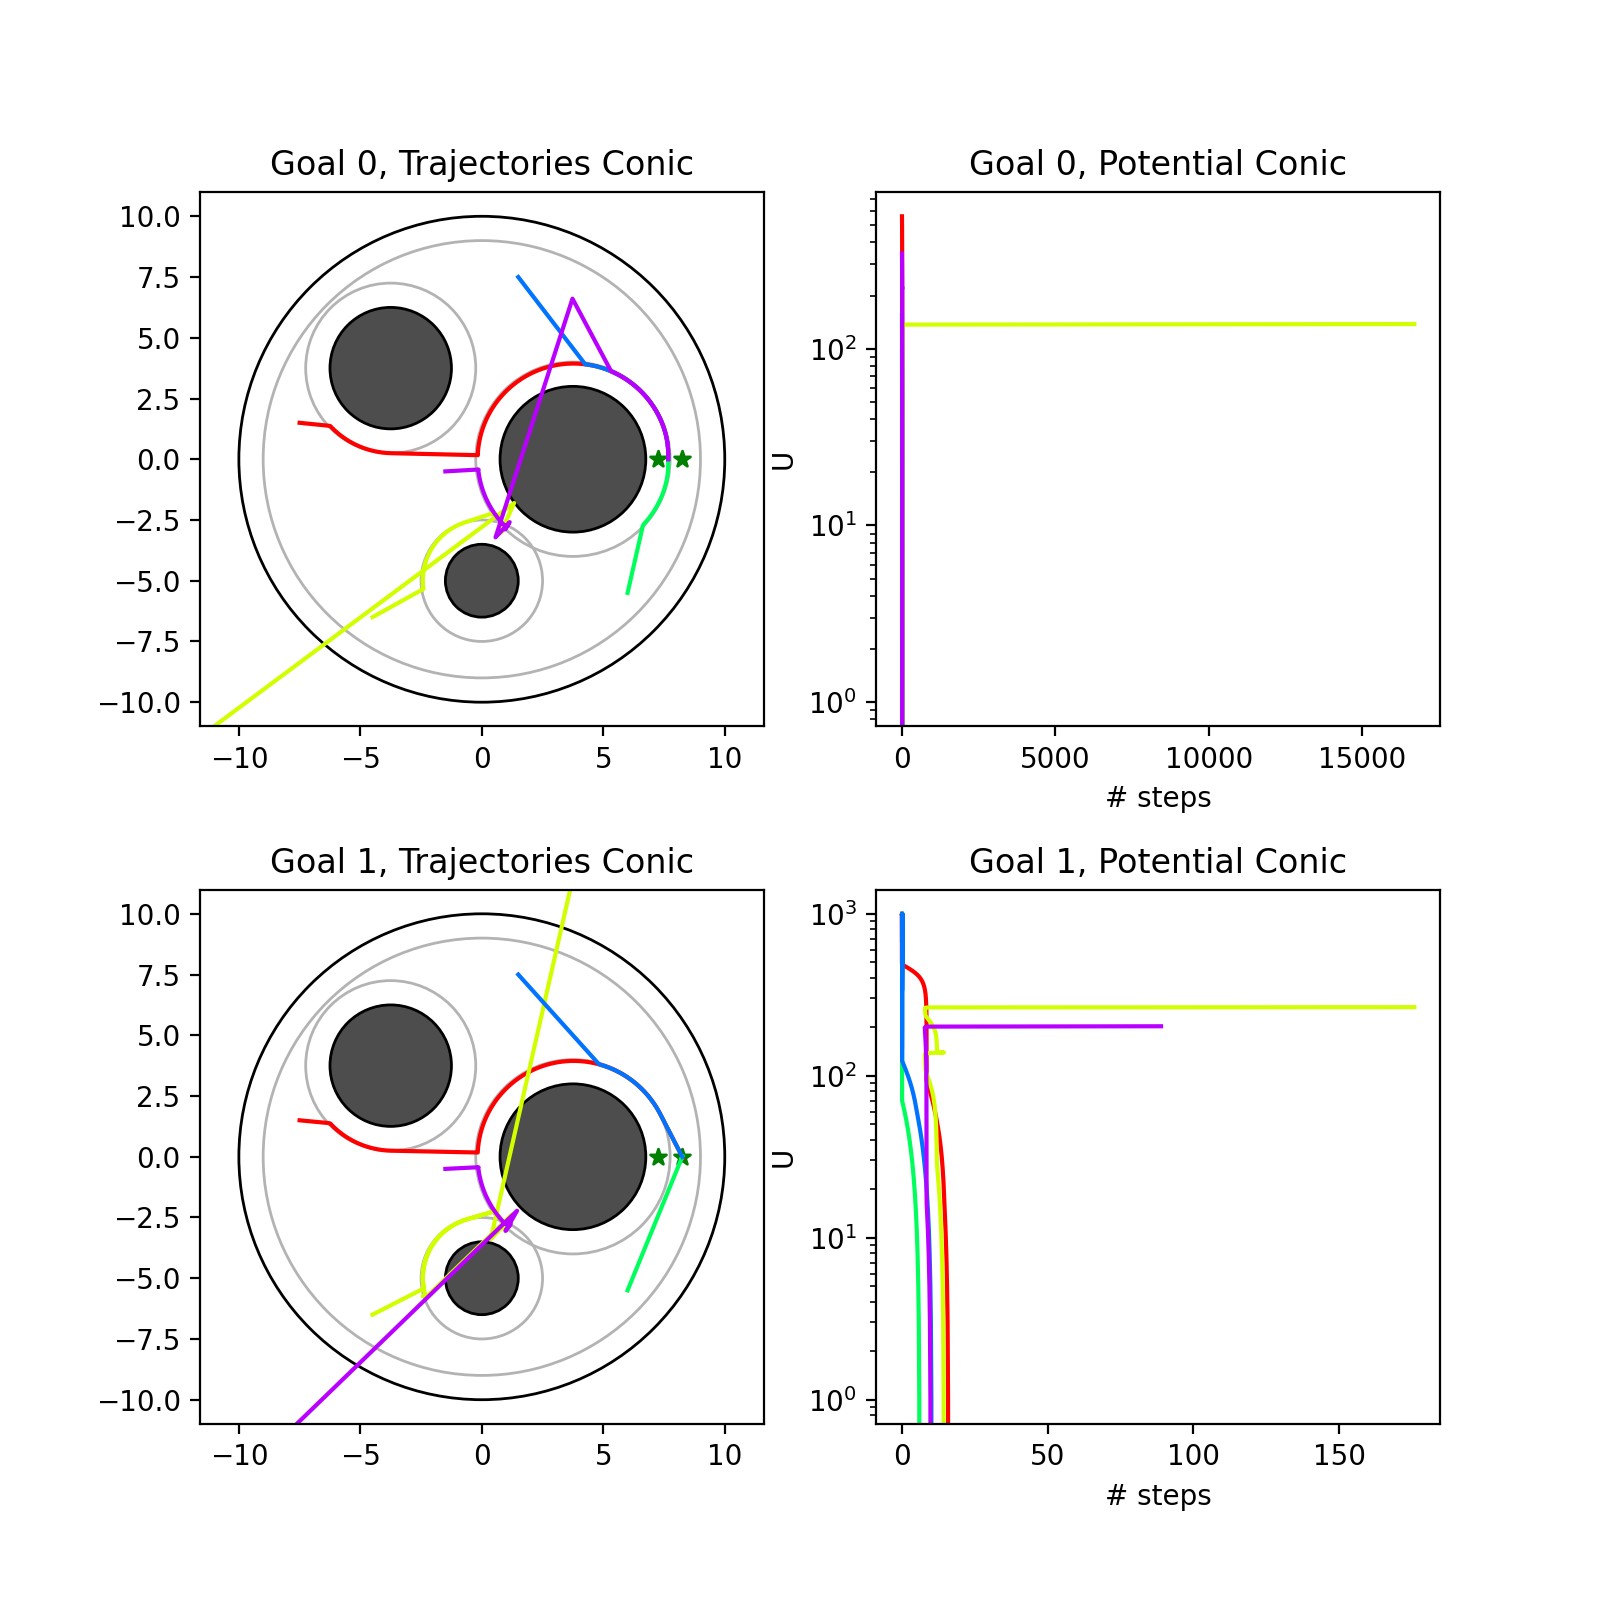 Goal 0, Trajectories Conic
10.0
7.5
5.0
2.5
0.0
−2.5
−5.0
−7.5
−10.0
−10 −5 0 5 10
Goal 0, Potential Conic
U
10²
10¹
10⁰
0 5000 10000 15000
# steps
Goal 1, Trajectories Conic
10.0
7.5
5.0
2.5
0.0
−2.5
−5.0
−7.5
−10.0
−10 −5 0 5 10
Goal 1, Potential Conic
U
10³
10²
10¹
10⁰
0 50 100 150
# steps